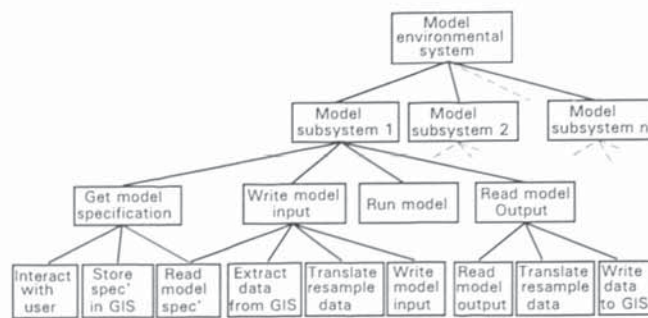 Model
environmental
system
Model
subsystem 1
Model
subsystem 2
Model
subsystem n
Get model
specification
Write model
input
Run model
Read model
Output
Interact
with
user
Store
spec'
in GIS
Read
model
spec'
Extract
data
from GIS
Translate
resample
data
Write
model
input
Read
model
output
Translate
resample
data
Write
data
to GIS